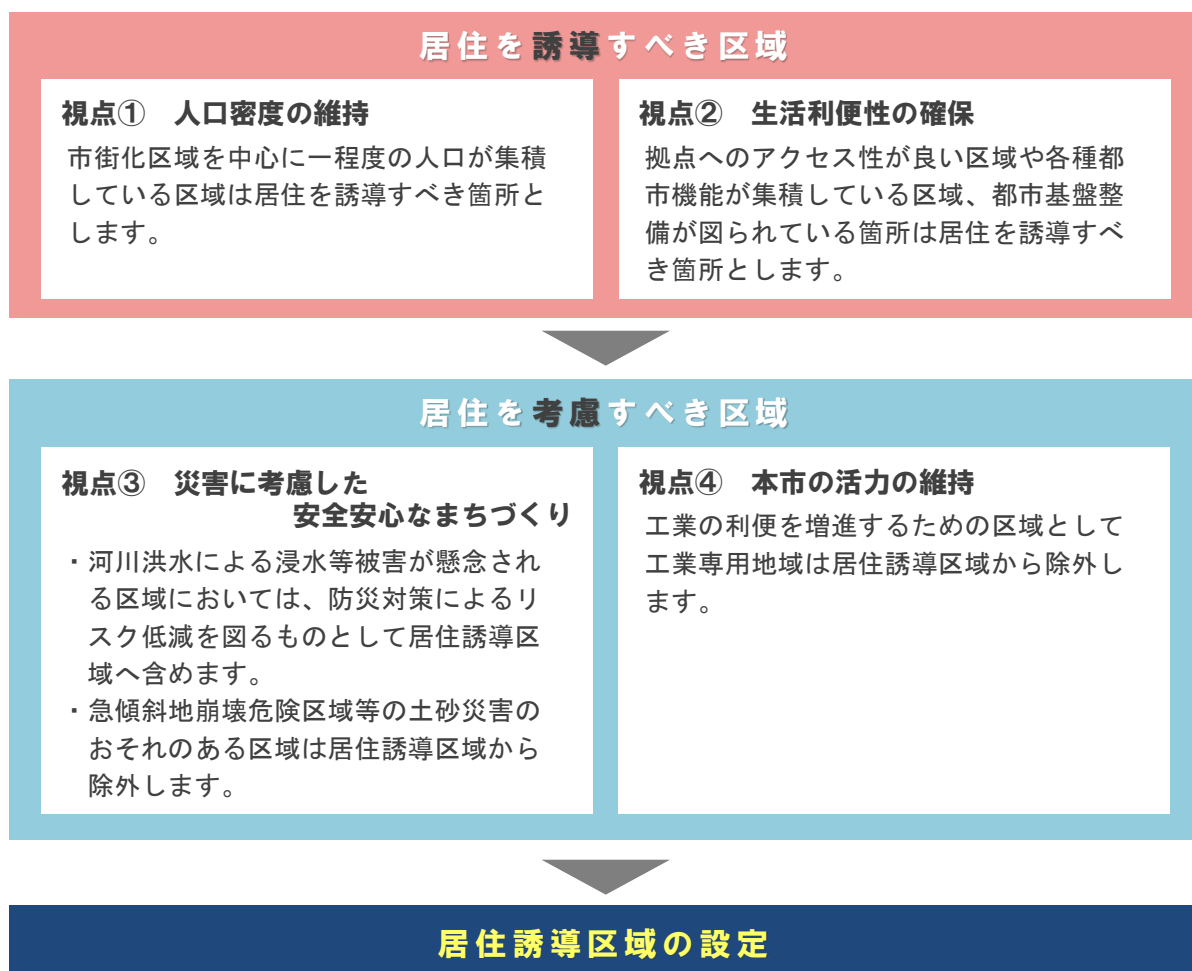 居住を誘導すべき区域
視点① 人口密度の維持
市街化区域を中心に一程度の人口が集積
している区域は居住を誘導すべき箇所と
します。
視点② 生活利便性の確保
拠点へのアクセス性が良い区域や各種都
市機能が集積している区域、都市基盤整
備が図られている箇所は居住を誘導すべ
き箇所とします。
居住を考慮すべき区域
視点③ 災害に考慮した
安全安心なまちづくり
・河川洪水による浸水等被害が懸念され
る区域においては、防災対策によるリ
スク低減を図るものとして居住誘導区
域へ含めます。
・急傾斜地崩壊危険区域等の土砂災害の
おそれのある区域は居住誘導区域から
除外します。
視点④ 本市の活力の維持
工業の利便を増進するための区域として
工業専用地域は居住誘導区域から除外し
ます。
居住誘導区域の設定